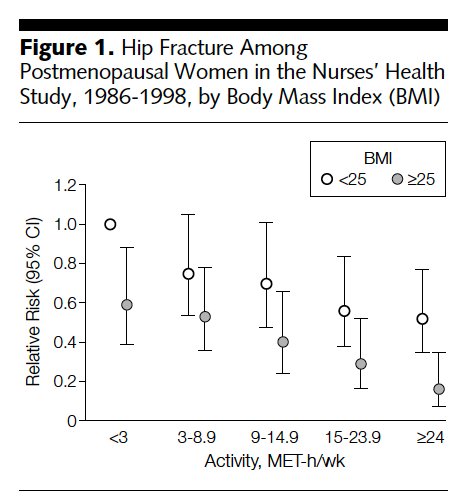 Figure 1. Hip Fracture Among
Postmenopausal Women in the Nurses' Health
Study, 1986-1998, by Body Mass Index (BMI)
BMI
<25 ≥25
1.2
1.0
0.8
0.6
0.4
0.2
0
Relative Risk (95% CI)
<3 3-8.9 9-14.9 15-23.9 ≥24
Activity, MET-h/wk